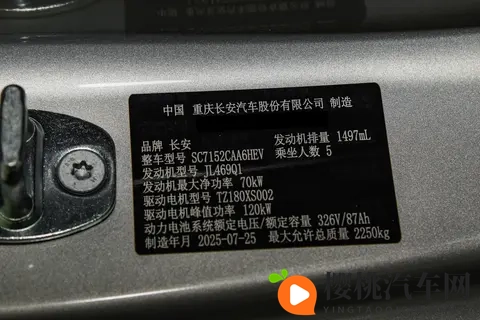 中国 重庆长安汽车股份有限公司 制造
品牌 长安
发动机排量 1497mL
整车型号 SC7152CAA6HEV 乘坐人数 5
发动机型号 JL469Q1
发动机最大净功率 70kW
驱动电机型号 TZ180XS002
驱动电机峰值功率 120kW
动力电池系统额定电压/额定容量 326V/87Ah
制造年月 2025-07-25 最大允许总质量 2250kg
樱桃汽车网